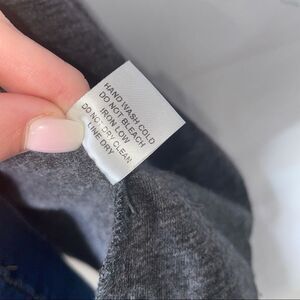 HAND WASH COLD
DO NOT BLEACH
IRON LOW
DO NOT DRY CLEAN
LINE DRY